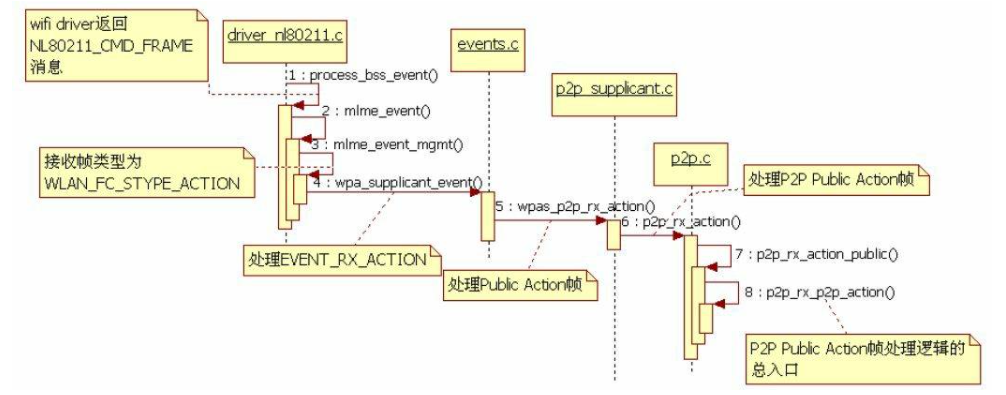 wifi driver返回
NL80211_CMD_FRAME
消息
driver_nl80211.c
events.c
p2p_supplicant.c
p2p.c
1 : process_bss_event()
2 : mlme_event()
3 : mlme_event_mgmt()
接收帧类型为
WLAN_FC_STYPE_ACTION
4 : wpa_supplicant_event()
处理P2P Public Action帧
5 : wpas_p2p_rx_action()
6 : p2p_rx_action()
处理EVENT_RX_ACTION
7 : p2p_rx_action_public()
处理Public Action帧
8 : p2p_rx_p2p_action()
P2P Public Action帧处理逻辑的
总入口